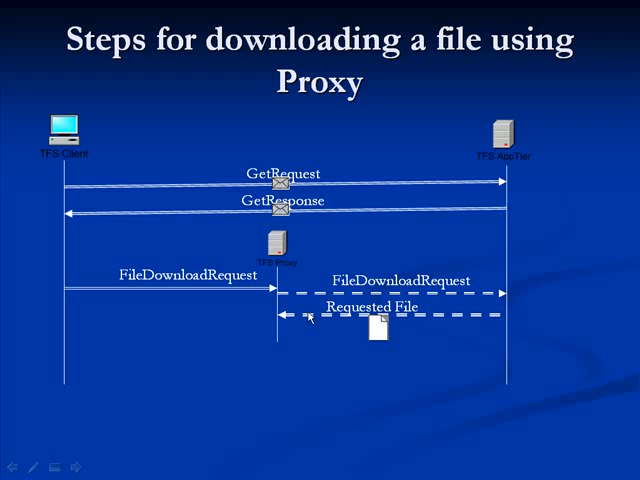 Steps for downloading a file using
Proxy
TFS Client
TFS AppTier
GetRequest
GetResponse
TFS Proxy
FileDownloadRequest
FileDownloadRequest
Requested File